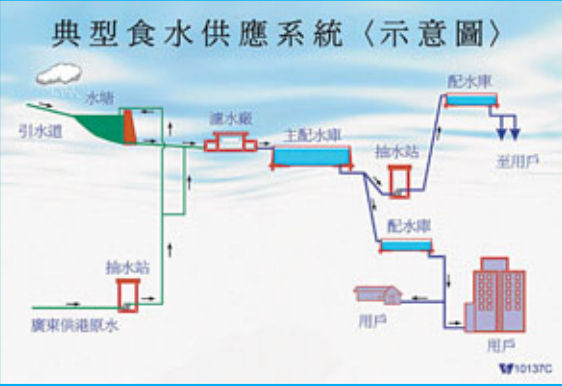 典型食水供應系統〈示意圖〉
配水庫
水塘
濾水廠
引水道
主配水庫
抽水站
至用戶
配水庫
抽水站
廣東供港原水
用戶
用戶
10137C